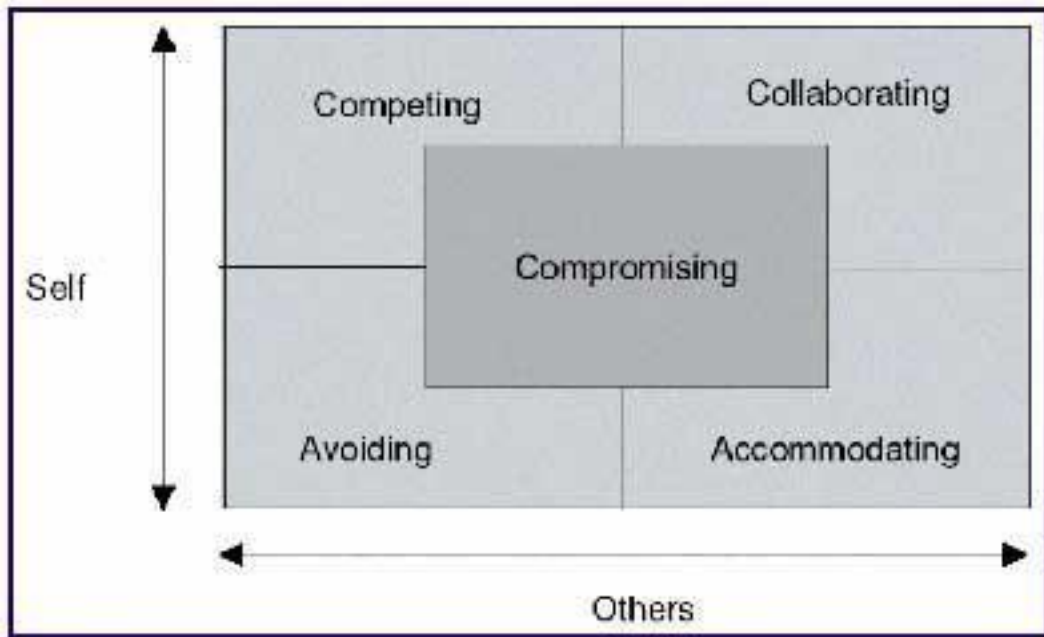 Competing
Collaborating
Self
Compromising
Avoiding
Accommodating
Others